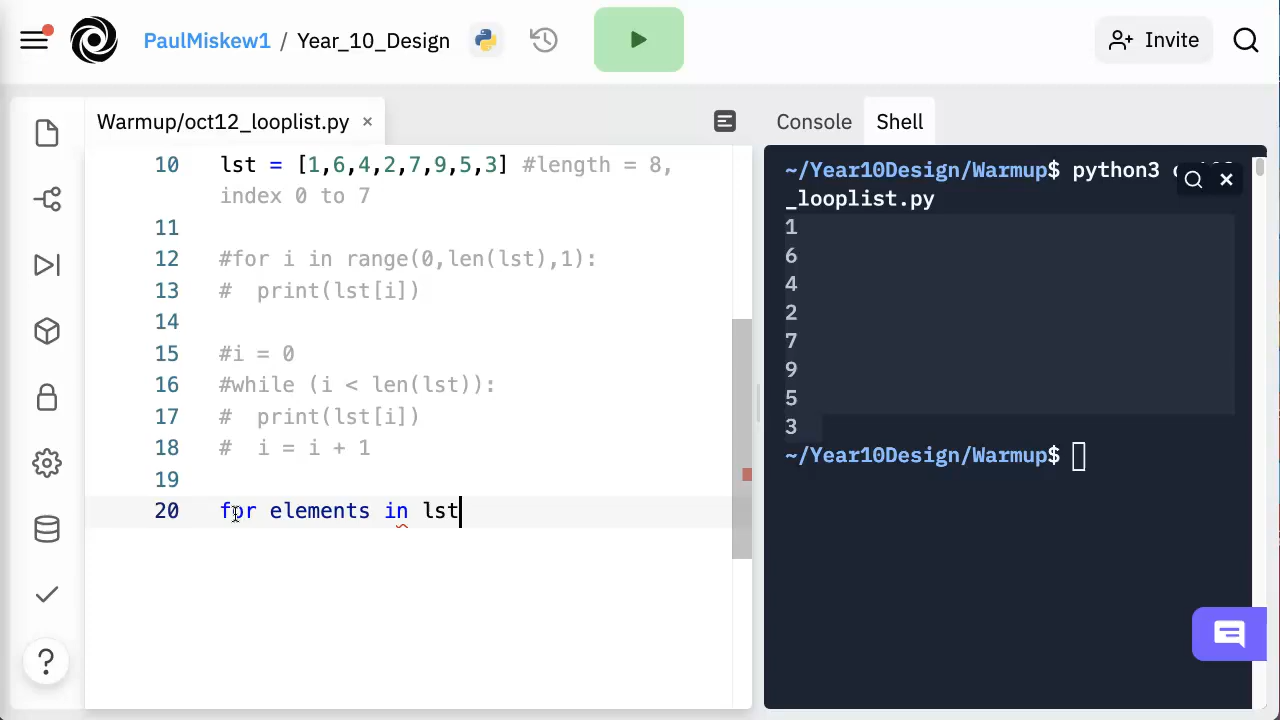 PaulMiskew1 / Year_10_Design
Invite
Warmup/oct12_looplist.py ×
10 lst = [1,6,4,2,7,9,5,3] #length = 8,
index 0 to 7
11
12 #for i in range(0,len(lst),1):
13 #  print(lst[i])
14
15 #i = 0
16 #while (i < len(lst)):
17 #  print(lst[i])
18 #  i = i + 1
19
20 for elements in lst
?
Console
Shell
~/Year10Design/Warmup$ python3
_looplist.py
1
6
4
2
7
9
5
3
~/Year10Design/Warmup$